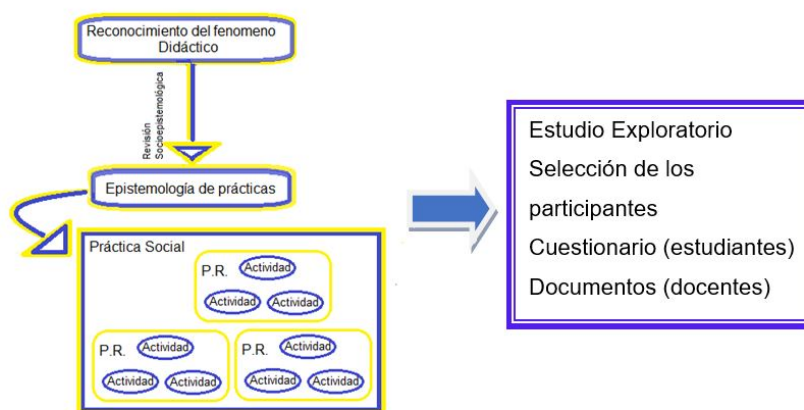 Reconocimiento del fenomeno
Didáctico
Revisión
Socioepistemológica
Epistemología de prácticas
Práctica Social
P.R.
Actividad
Actividad
Actividad
P.R.
Actividad
Actividad
Actividad
P.R.
Actividad
Actividad
Actividad
Estudio Exploratorio
Selección de los
participantes
Cuestionario (estudiantes)
Documentos (docentes)